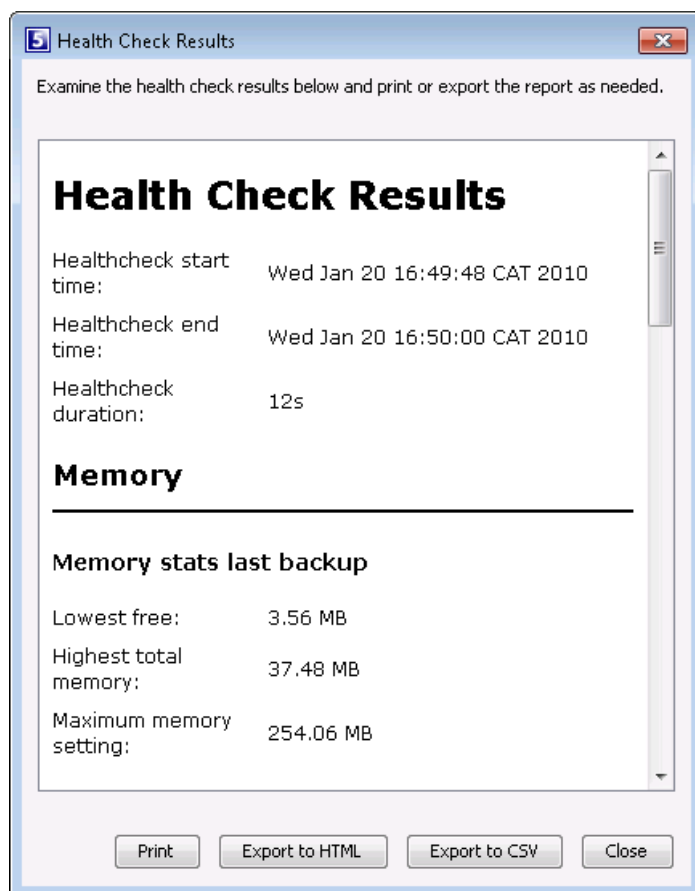 5 Health Check Results
Examine the health check results below and print or export the report as needed.
Health Check Results
Healthcheck start
time:
Wed Jan 20 16:49:48 CAT 2010
Healthcheck end
time:
Wed Jan 20 16:50:00 CAT 2010
Healthcheck
duration:
12s
Memory
Memory stats last backup
Lowest free: 3.56 MB
Highest total
memory:
37.48 MB
Maximum memory
setting:
254.06 MB
Print Export to HTML Export to CSV Close